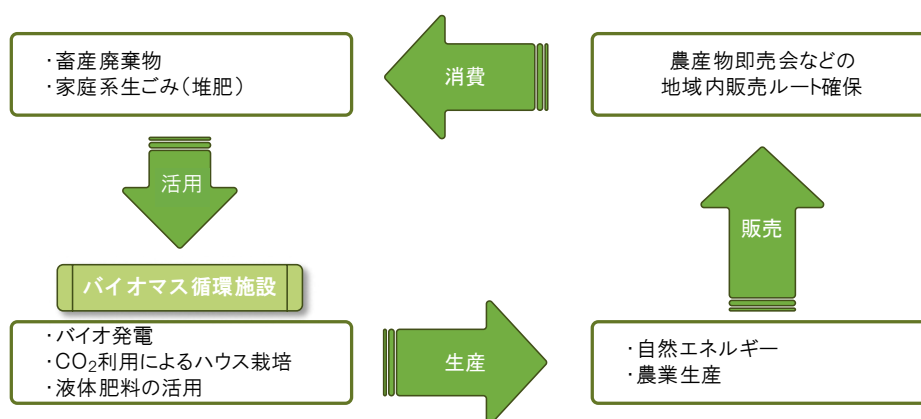 ・畜産廃棄物
・家庭系生ごみ（堆肥）
消費
農産物即売会などの
地域内販売ルート確保
活用
販売
バイオマス循環施設
・バイオ発電
・CO₂利用によるハウス栽培
・液体肥料の活用
生産
・自然エネルギー
・農業生産